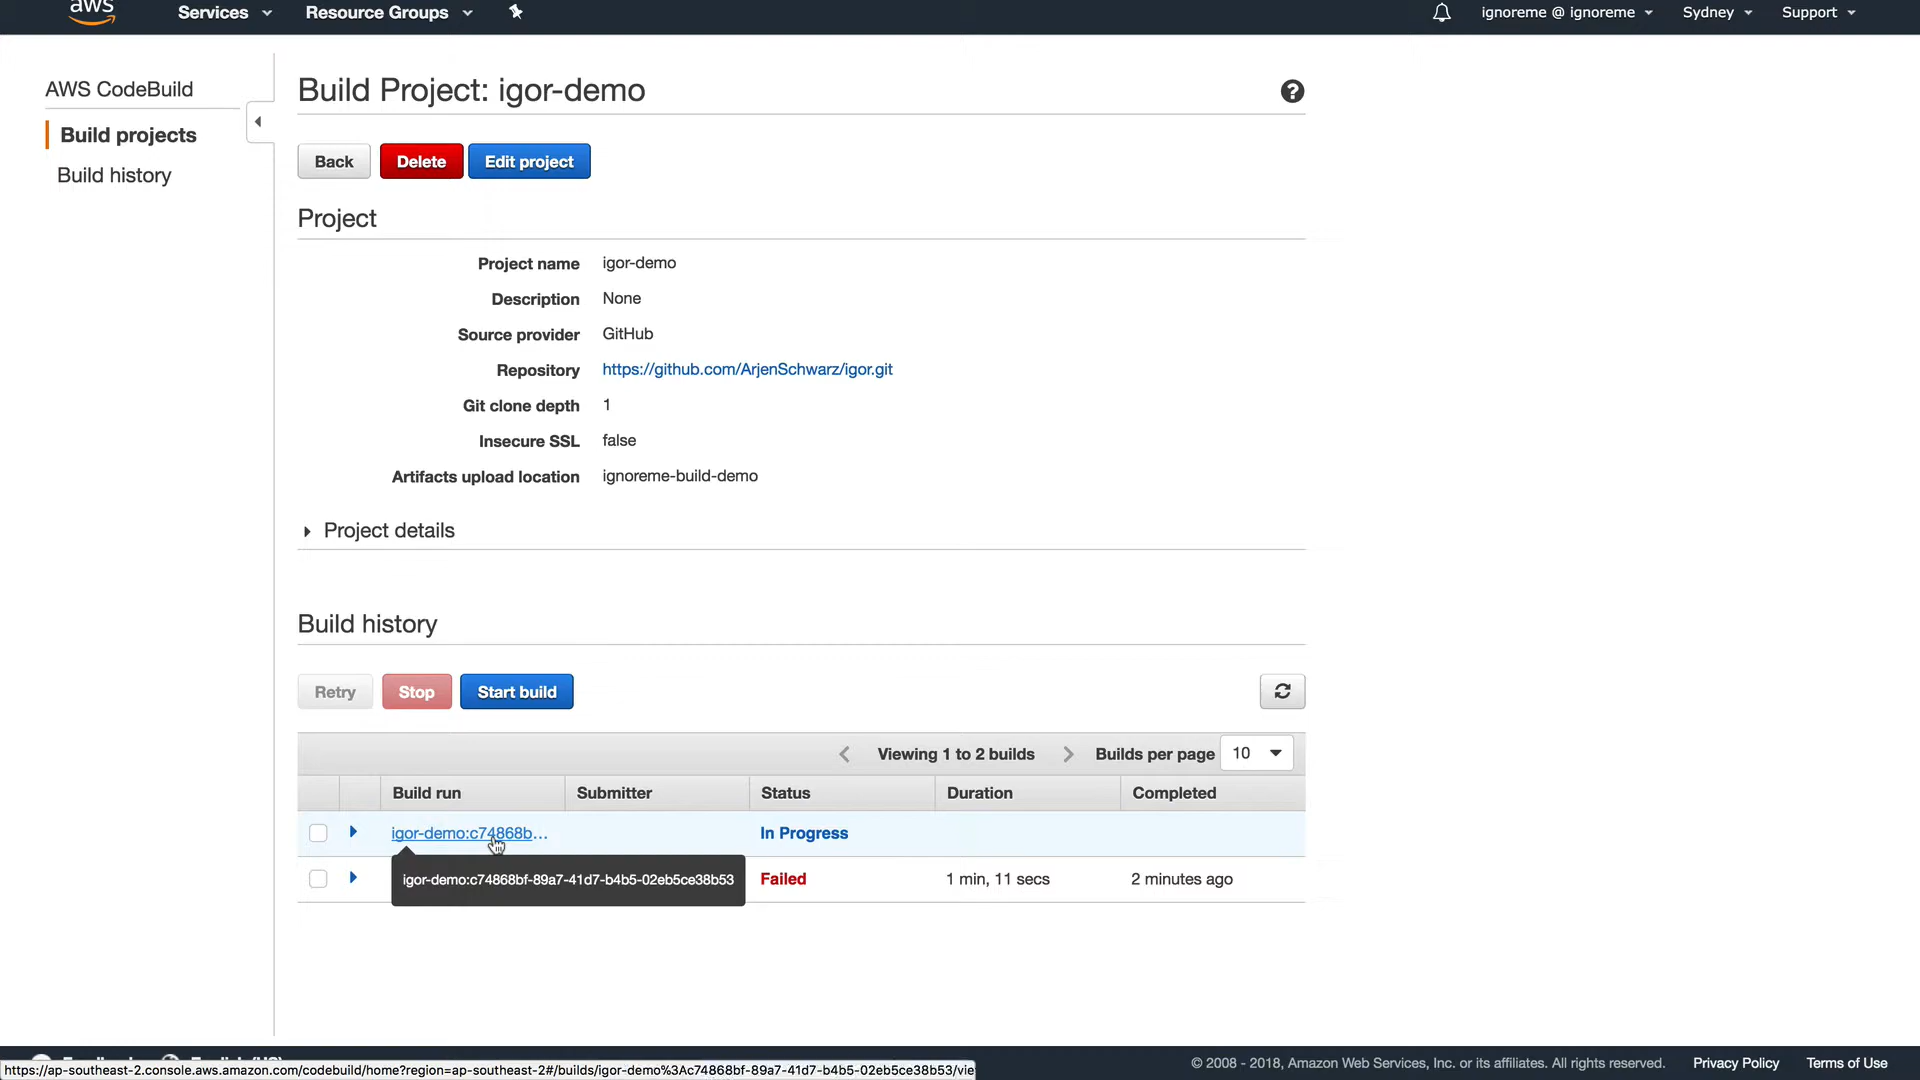 aws
Services
Resource Groups
ignoreme @ ignoreme
Sydney
Support
AWS CodeBuild
Build projects
Build history
Build Project: igor-demo
?
Back
Delete
Edit project
Project
Project name igor-demo
Description None
Source provider GitHub
Repository https://github.com/ArjenSchwarz/igor.git
Git clone depth 1
Insecure SSL false
Artifacts upload location ignoreme-build-demo
Project details
Build history
Retry
Stop
Start build
Viewing 1 to 2 builds
Builds per page 10
Build run Submitter Status Duration Completed
igor-demo:c74868b... In Progress
igor-demo:c74868bf-89a7-41d7-b4b5-02eb5ce38b53
Failed 1 min, 11 secs 2 minutes ago
© 2008 - 2018, Amazon Web Services, Inc. or its affiliates. All rights reserved. Privacy Policy Terms of Use
https://ap-southeast-2.console.aws.amazon.com/codebuild/home?region=ap-southeast-2#/builds/igor-demo%3Ac74868bf-89a7-41d7-b4b5-02eb5ce38b53/vie